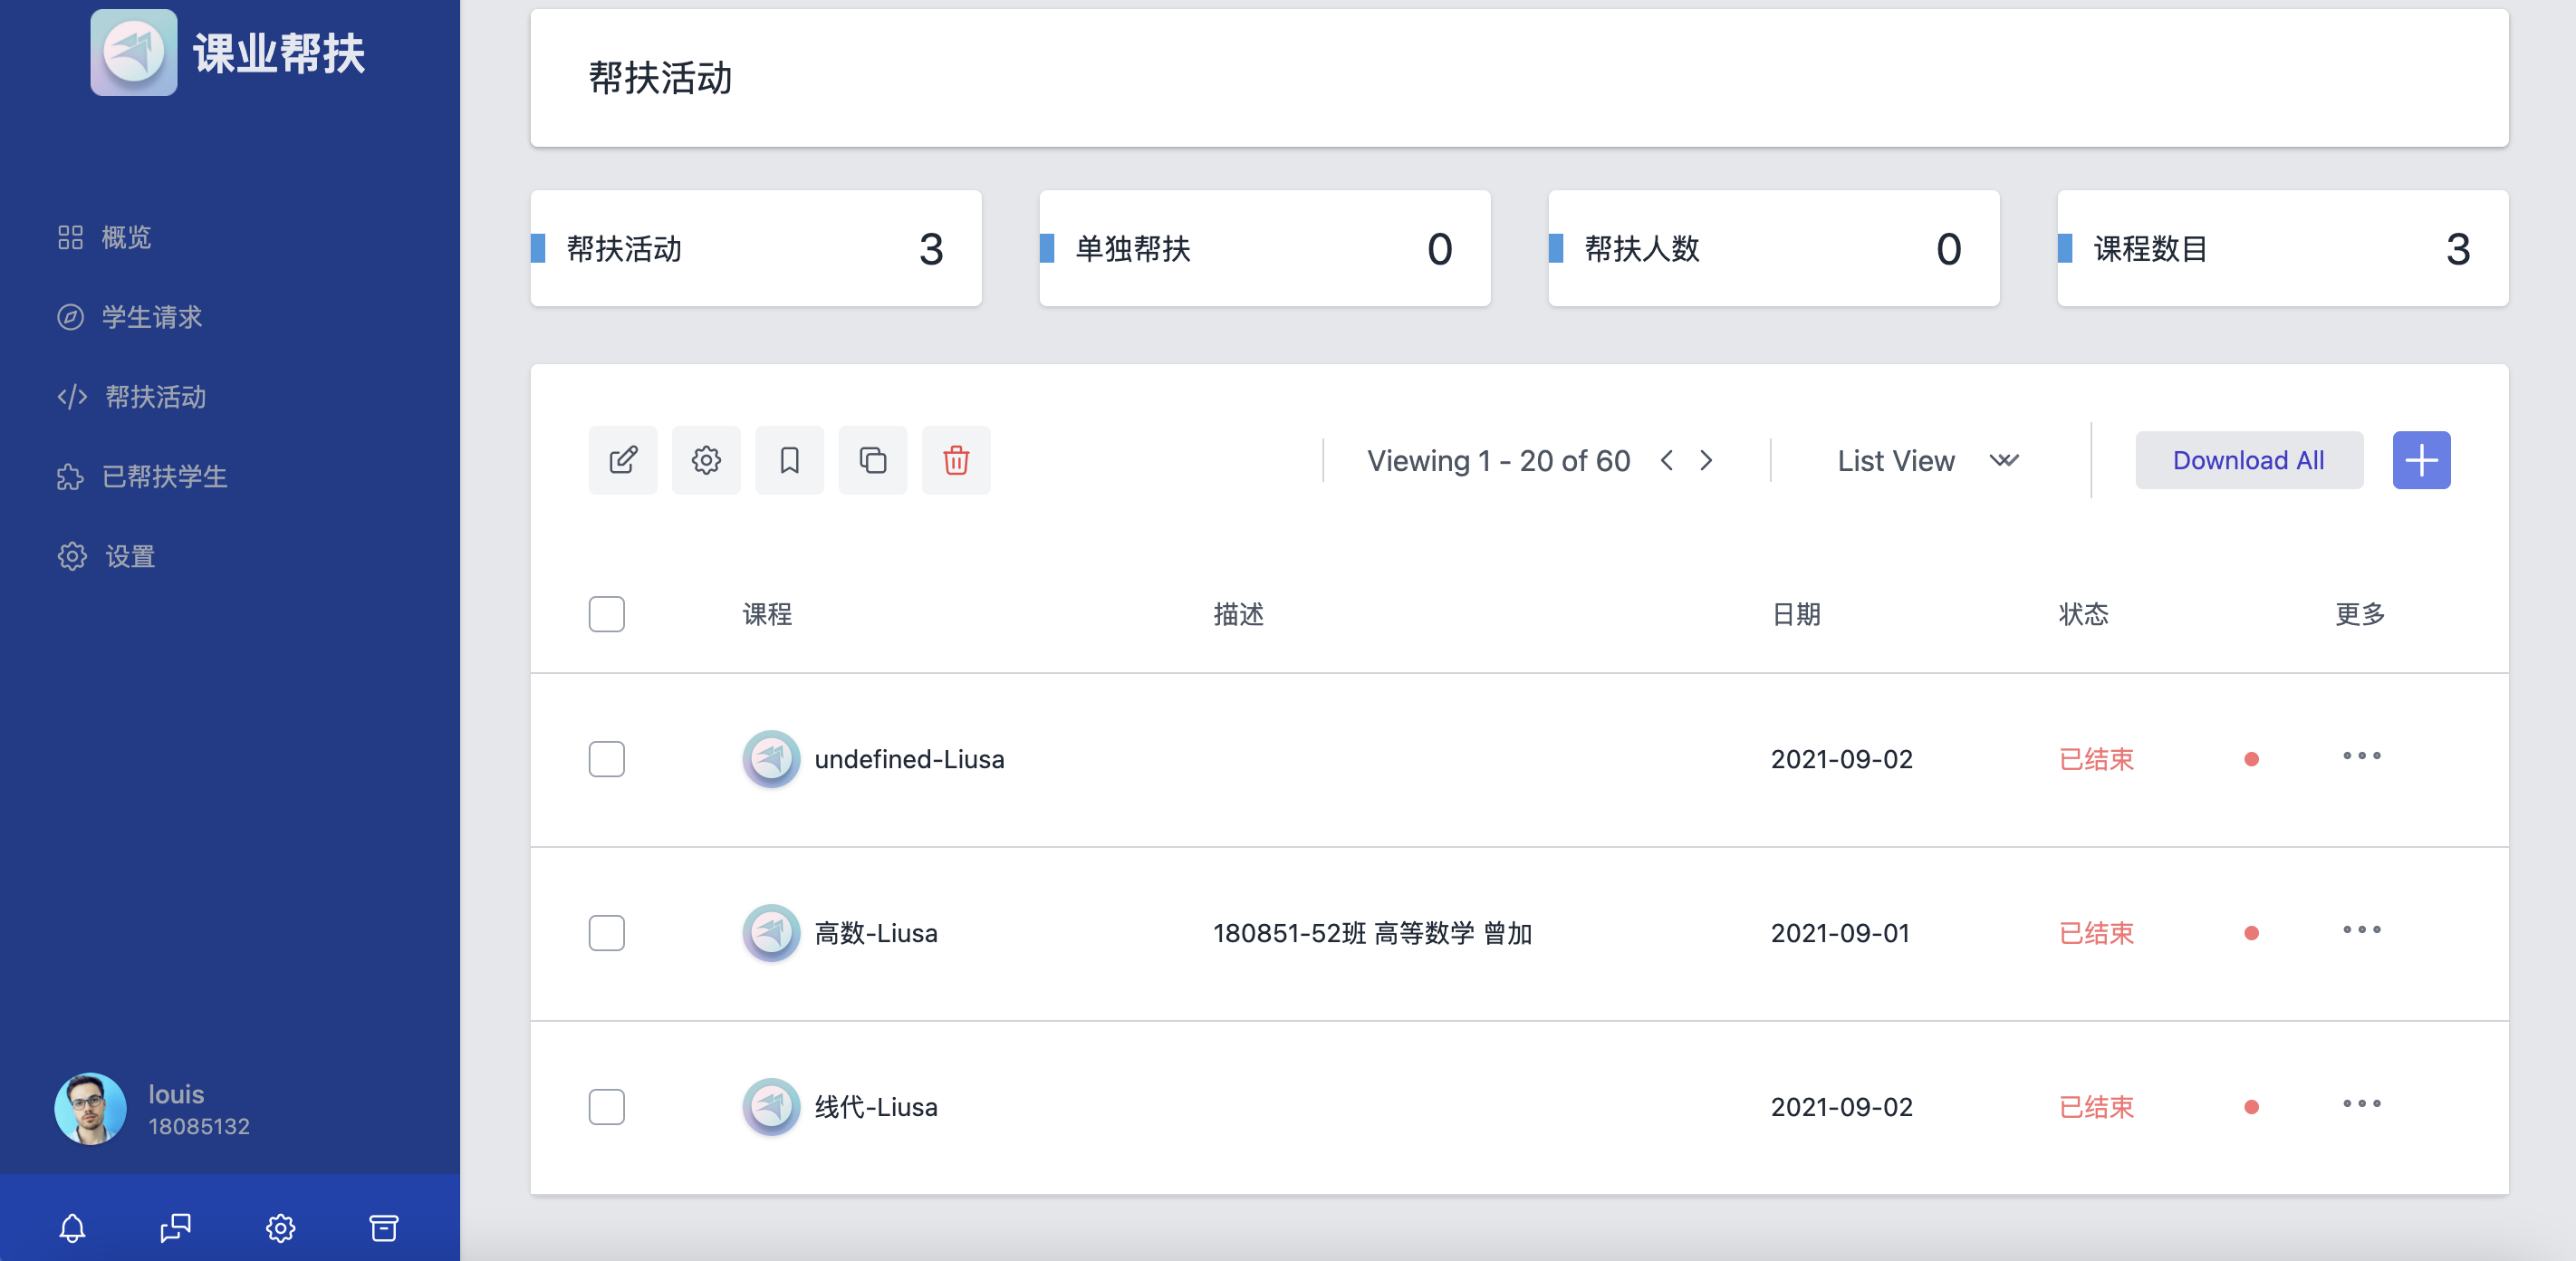 课业帮扶
概览
学生请求
帮扶活动
已帮扶学生
设置
louis
18085132
帮扶活动
帮扶活动 3
单独帮扶 0
帮扶人数 0
课程数目 3
Viewing 1 - 20 of 60
List View
Download All
课程 描述 日期 状态 更多
undefined-Liusa 2021-09-02 已结束
高数-Liusa 180851-52班 高等数学 曾加 2021-09-01 已结束
线代-Liusa 2021-09-02 已结束